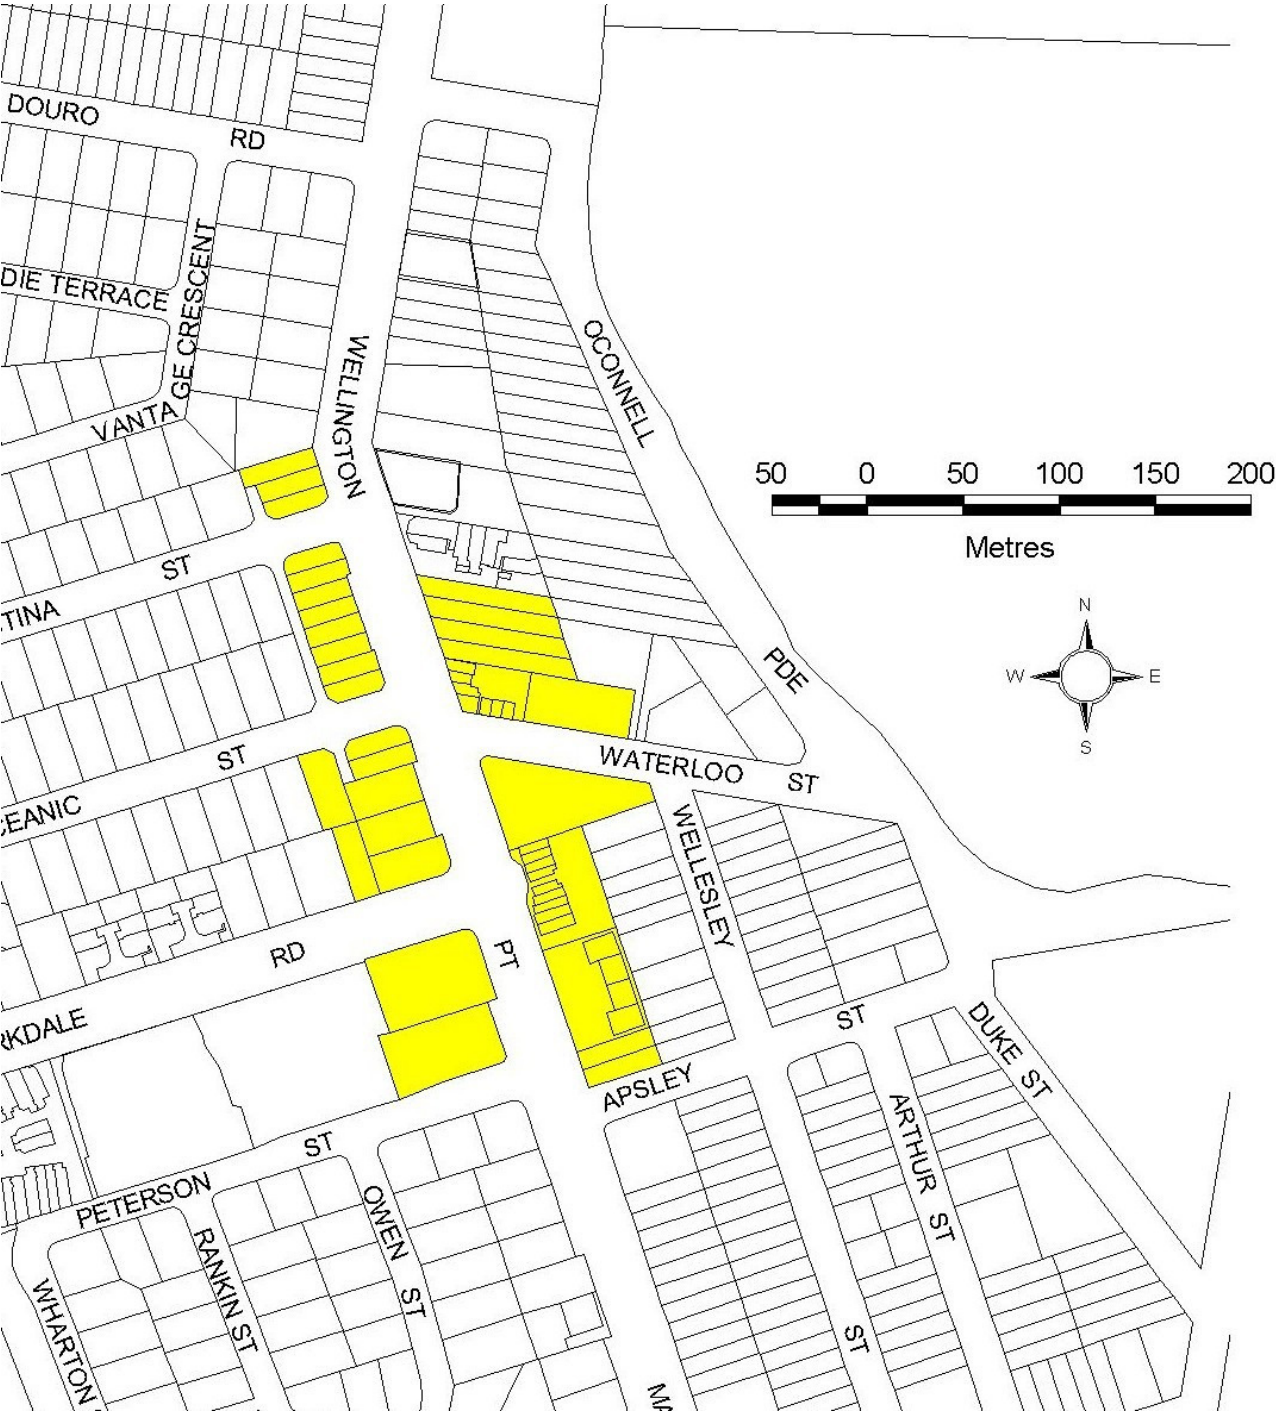 DOURO
RD
DIE TERRACE
GE CRESCENT
VANTA
WELLINGTON
OCONNELL
50 0 50 100 150 200
Metres
N
W E
S
ST
TINA
PDE
ST
WATERLOO ST
CEANIC
WELLESLEY
RD
PT
RKDALE
ST
DUKE ST
APSLEY
ARTHUR ST
ST
PETERSON
OWEN ST
RANKIN ST
WHARTON
ST
MA